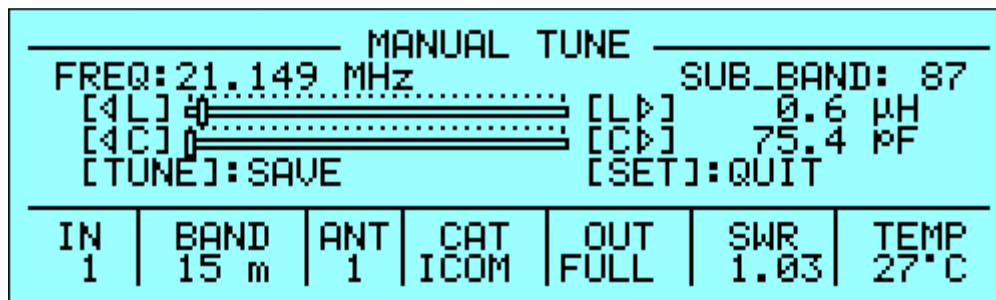 MANUAL TUNE
FREQ:21.149 MHz SUB_BAND: 87
[◁L] [L▷] 0.6 µH
[◁C] [C▷] 75.4 pF
[TUNE]:SAVE [SET]:QUIT
IN BAND ANT CAT OUT SWR TEMP
1 15 m 1 ICOM FULL 1.03 27°C